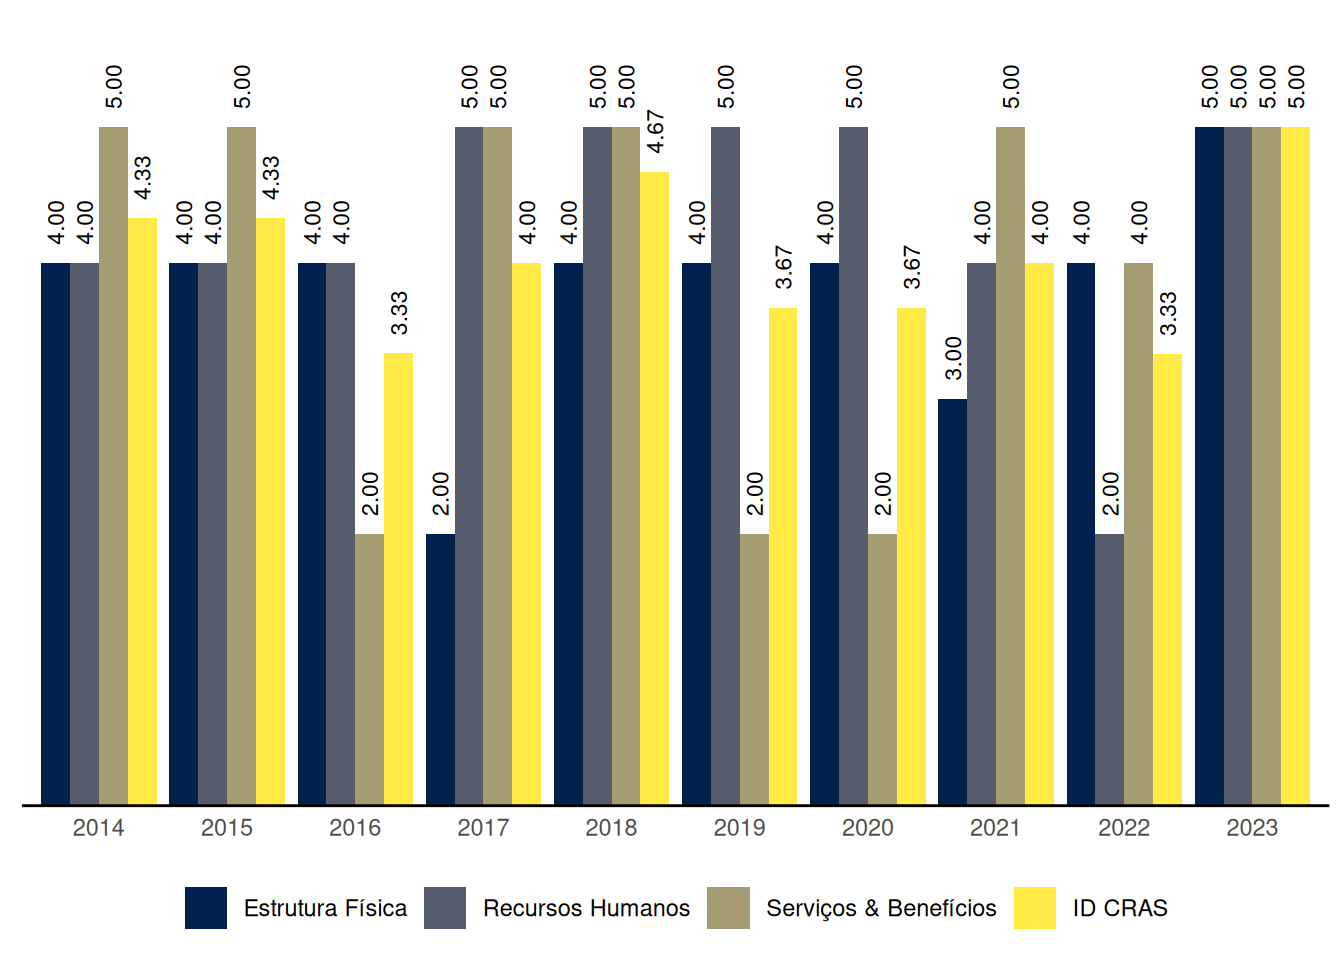 4.00 4.00 5.00 4.33
4.00 4.00 5.00 4.33
4.00 4.00 2.00 3.33
2.00 5.00 5.00 4.00
4.00 5.00 5.00 4.67
4.00 5.00 2.00 3.67
4.00 5.00 2.00 3.67
3.00 4.00 5.00 4.00
4.00 2.00 4.00 3.33
5.00 5.00 5.00 5.00
2014 2015 2016 2017 2018 2019 2020 2021 2022 2023
Estrutura Física Recursos Humanos Serviços & Benefícios ID CRAS